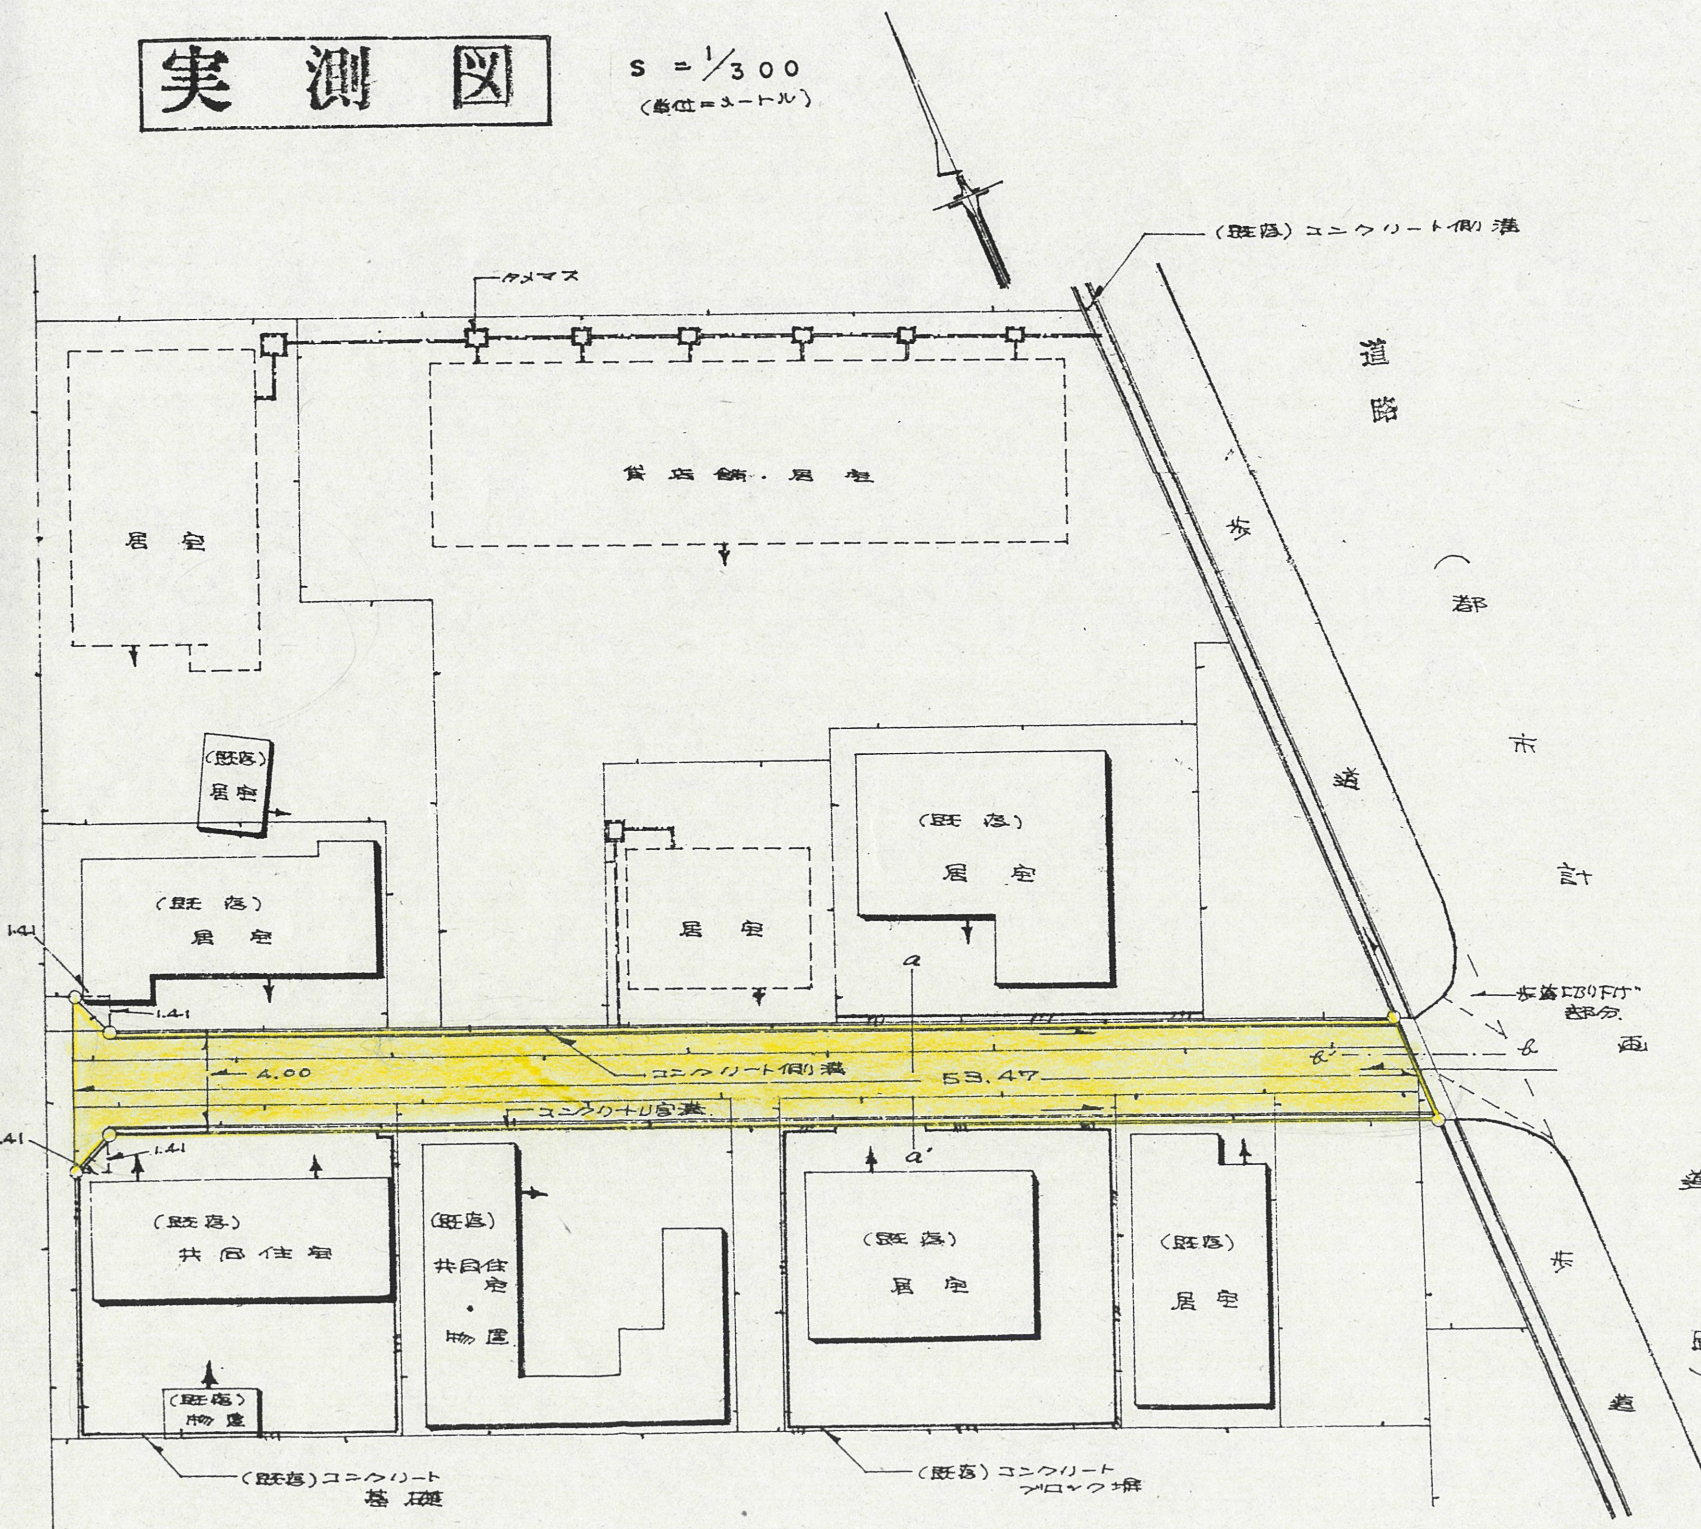 実測図
S = 1/300
(単位=メートル)
(既存) コンクリート側溝
タメマス
道路
貸店舗・居宅
居宅
歩
(都
市
(既存)
居宅
道
(既存)
居宅
計
(既存)
居宅
居宅
1.41
a
歩道切り下げ
部分
1.41
画
4.00
コンクリート側溝
53.47
コンクリートU字溝
1.41
a'
道
(既存)
共同住宅
(既存)
共同住
宅
・
物置
(既存)
居宅
(既存)
居宅
歩
(既存)
物置
道
(既存) コンクリート
基礎
(既存) コンクリート
ブロック塀